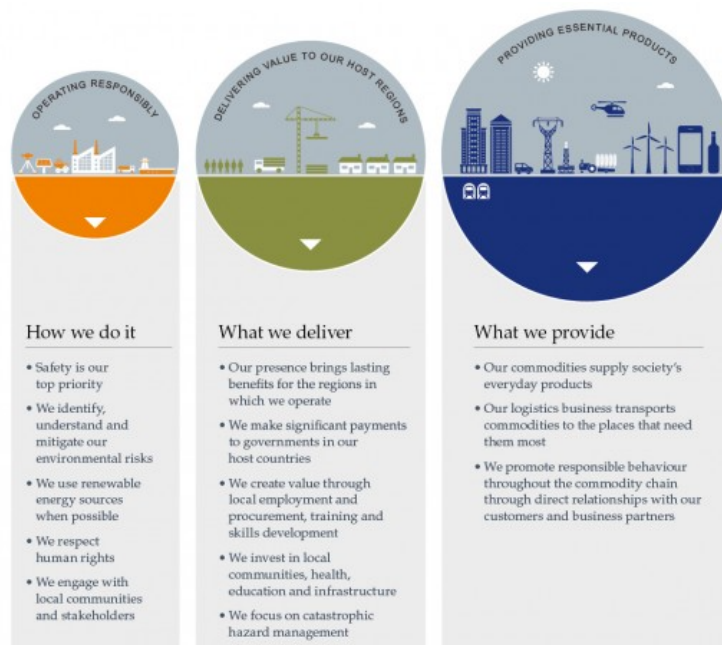 OPERATING RESPONSIBLY
DELIVERING VALUE TO OUR HOST REGIONS
PROVIDING ESSENTIAL PRODUCTS
How we do it
• Safety is our
top priority
• We identify,
understand and
mitigate our
environmental risks
• We use renewable
energy sources
when possible
• We respect
human rights
• We engage with
local communities
and stakeholders
What we deliver
• Our presence brings lasting
benefits for the regions in
which we operate
• We make significant payments
to governments in our
host countries
• We create value through
local employment and
procurement, training and
skills development
• We invest in local
communities, health,
education and infrastructure
• We focus on catastrophic
hazard management
What we provide
• Our commodities supply society's
everyday products
• Our logistics business transports
commodities to the places that need
them most
• We promote responsible behaviour
throughout the commodity chain
through direct relationships with our
customers and business partners